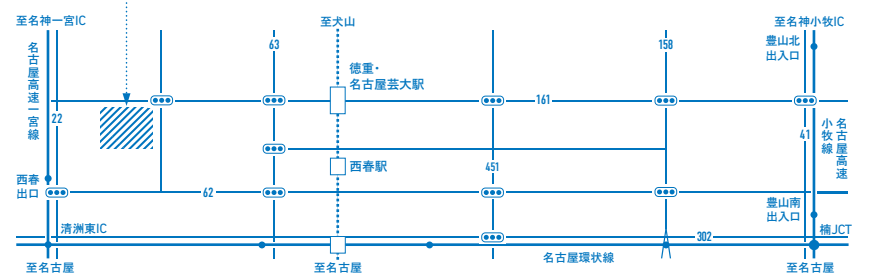 至名神一宮IC
至犬山
至名神小牧IC
名古屋高速一宮線
63
158
豊山北
出入口
徳重・
名古屋芸大駅
161
22
41
小牧線
名古屋高速
西春駅
451
西春
出口
62
豊山南
出入口
清洲東IC
302
楠JCT
名古屋環状線
至名古屋
至名古屋
至名古屋